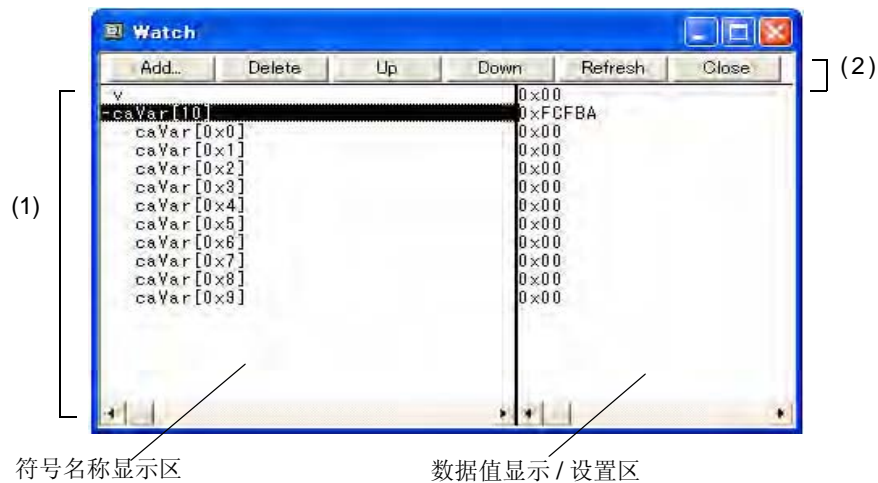 Watch
Add... Delete Up Down Refresh Close
(2)
v 0x00
-caVar[10] 0xFCFBA
caVar[0x0] 0x00
caVar[0x1] 0x00
caVar[0x2] 0x00
caVar[0x3] 0x00
caVar[0x4] 0x00
(1)
caVar[0x5] 0x00
caVar[0x6] 0x00
caVar[0x7] 0x00
caVar[0x8] 0x00
caVar[0x9] 0x00
符号名称显示区 数据值显示 / 设置区